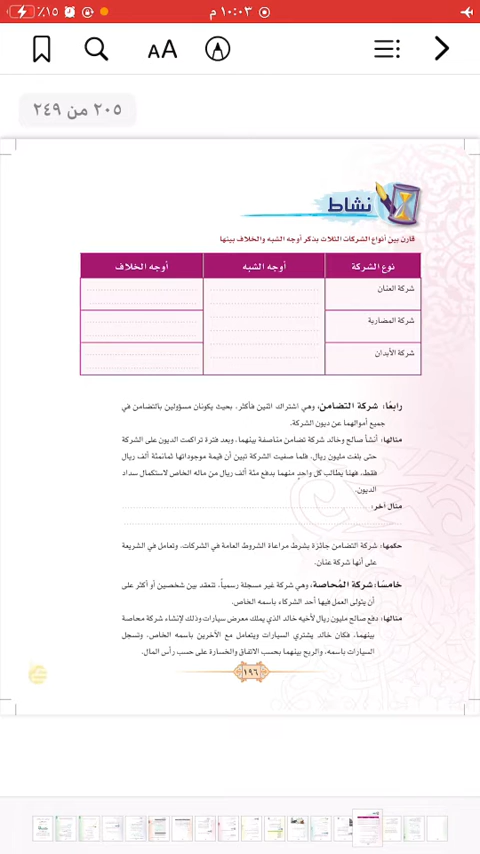 ١٠:٠٣ م
١٥٪
AA
٢٠٥ من ٢٤٩
نشاط
قارن بين أنواع الشركات الثلاث بذكر أوجه الشبه والخلاف بينها
نوع الشركة أوجه الشبه أوجه الخلاف
شركة العنان
شركة المضاربة
شركة الأبدان
رابعًا: شركة التضامن، وهي اشتراك اثنين فأكثر، بحيث يكونان مسؤولين بالتضامن في
جميع أموالهما عن ديون الشركة.
مثالها: أنشأ صالح وخالد شركة تضامن مناصفة بينهما، وبعد فترة تراكمت الديون على الشركة
حتى بلغت مليون ريال، فلما صفيت الشركة تبين أن قيمة موجوداتها ثمانمئة ألف ريال
فقط، فهنا يطالب كل واحد منهما بدفع مئة ألف ريال من ماله الخاص لاستكمال سداد
الديون.
مثال آخر:
حكمها: شركة التضامن جائزة بشرط مراعاة الشروط العامة في الشركات، وتعامل في الشريعة
على أنها شركة عنان.
خامسًا: شركة المُحاصة، وهي شركة غير مسجلة رسمياً، تنعقد بين شخصين أو أكثر على
أن يتولى العمل فيها أحد الشركاء باسمه الخاص.
مثالها: دفع صالح مليون ريال لأخيه خالد الذي يملك معرض سيارات وذلك لإنشاء شركة محاصة
بينهما، فكان خالد يشتري السيارات ويتعامل مع الآخرين باسمه الخاص، وتسجل
السيارات باسمه، والربح بينهما بحسب الاتفاق والخسارة على حسب رأس المال.
١٩٦